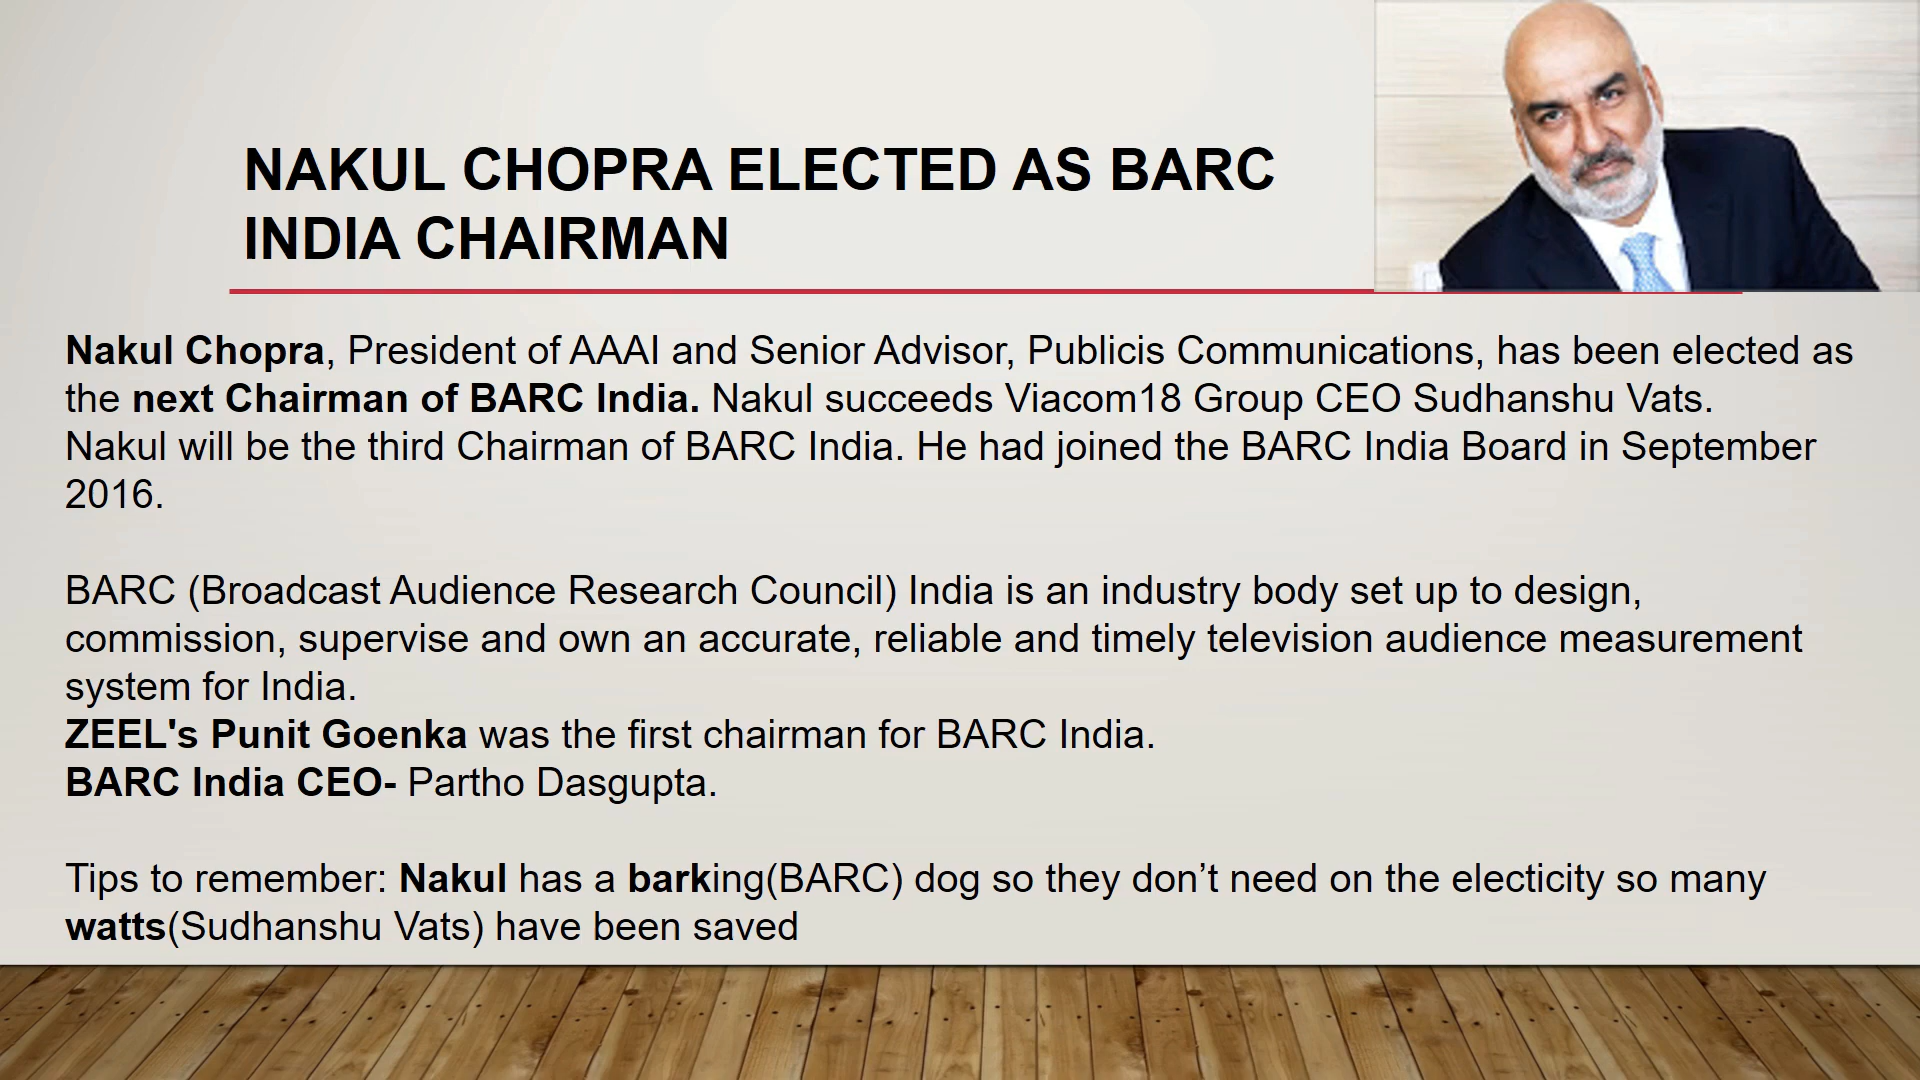 NAKUL CHOPRA ELECTED AS BARC
INDIA CHAIRMAN
Nakul Chopra, President of AAAI and Senior Advisor, Publicis Communications, has been elected as
the next Chairman of BARC India. Nakul succeeds Viacom18 Group CEO Sudhanshu Vats.
Nakul will be the third Chairman of BARC India. He had joined the BARC India Board in September
2016.
BARC (Broadcast Audience Research Council) India is an industry body set up to design,
commission, supervise and own an accurate, reliable and timely television audience measurement
system for India.
ZEEL's Punit Goenka was the first chairman for BARC India.
BARC India CEO- Partho Dasgupta.
Tips to remember: Nakul has a barking(BARC) dog so they don’t need on the electicity so many
watts(Sudhanshu Vats) have been saved